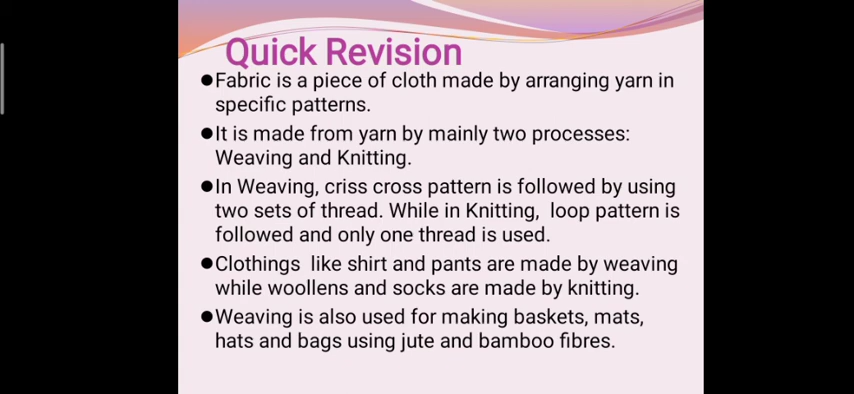 Quick Revision
●Fabric is a piece of cloth made by arranging yarn in
specific patterns.
●It is made from yarn by mainly two processes:
Weaving and Knitting.
●In Weaving, criss cross pattern is followed by using
two sets of thread. While in Knitting, loop pattern is
followed and only one thread is used.
●Clothings like shirt and pants are made by weaving
while woollens and socks are made by knitting.
●Weaving is also used for making baskets, mats,
hats and bags using jute and bamboo fibres.